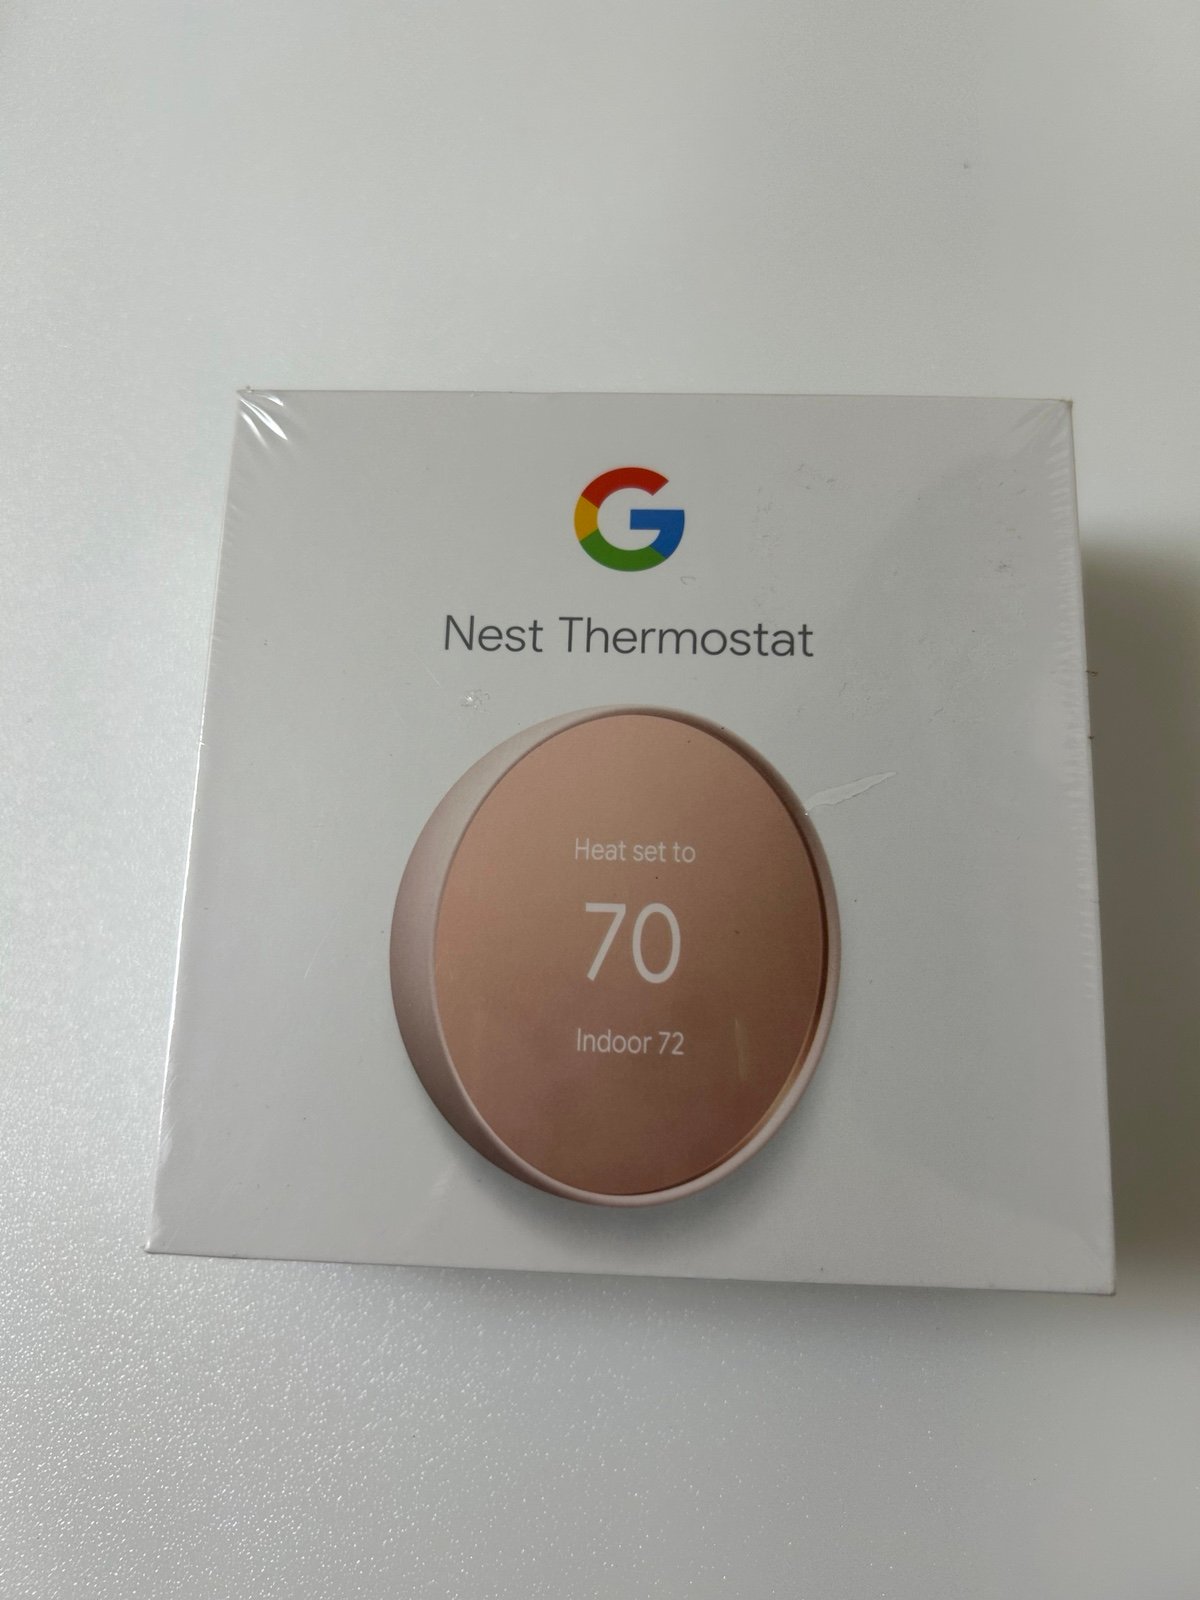 Nest Thermostat
Heat set to
70
Indoor 72